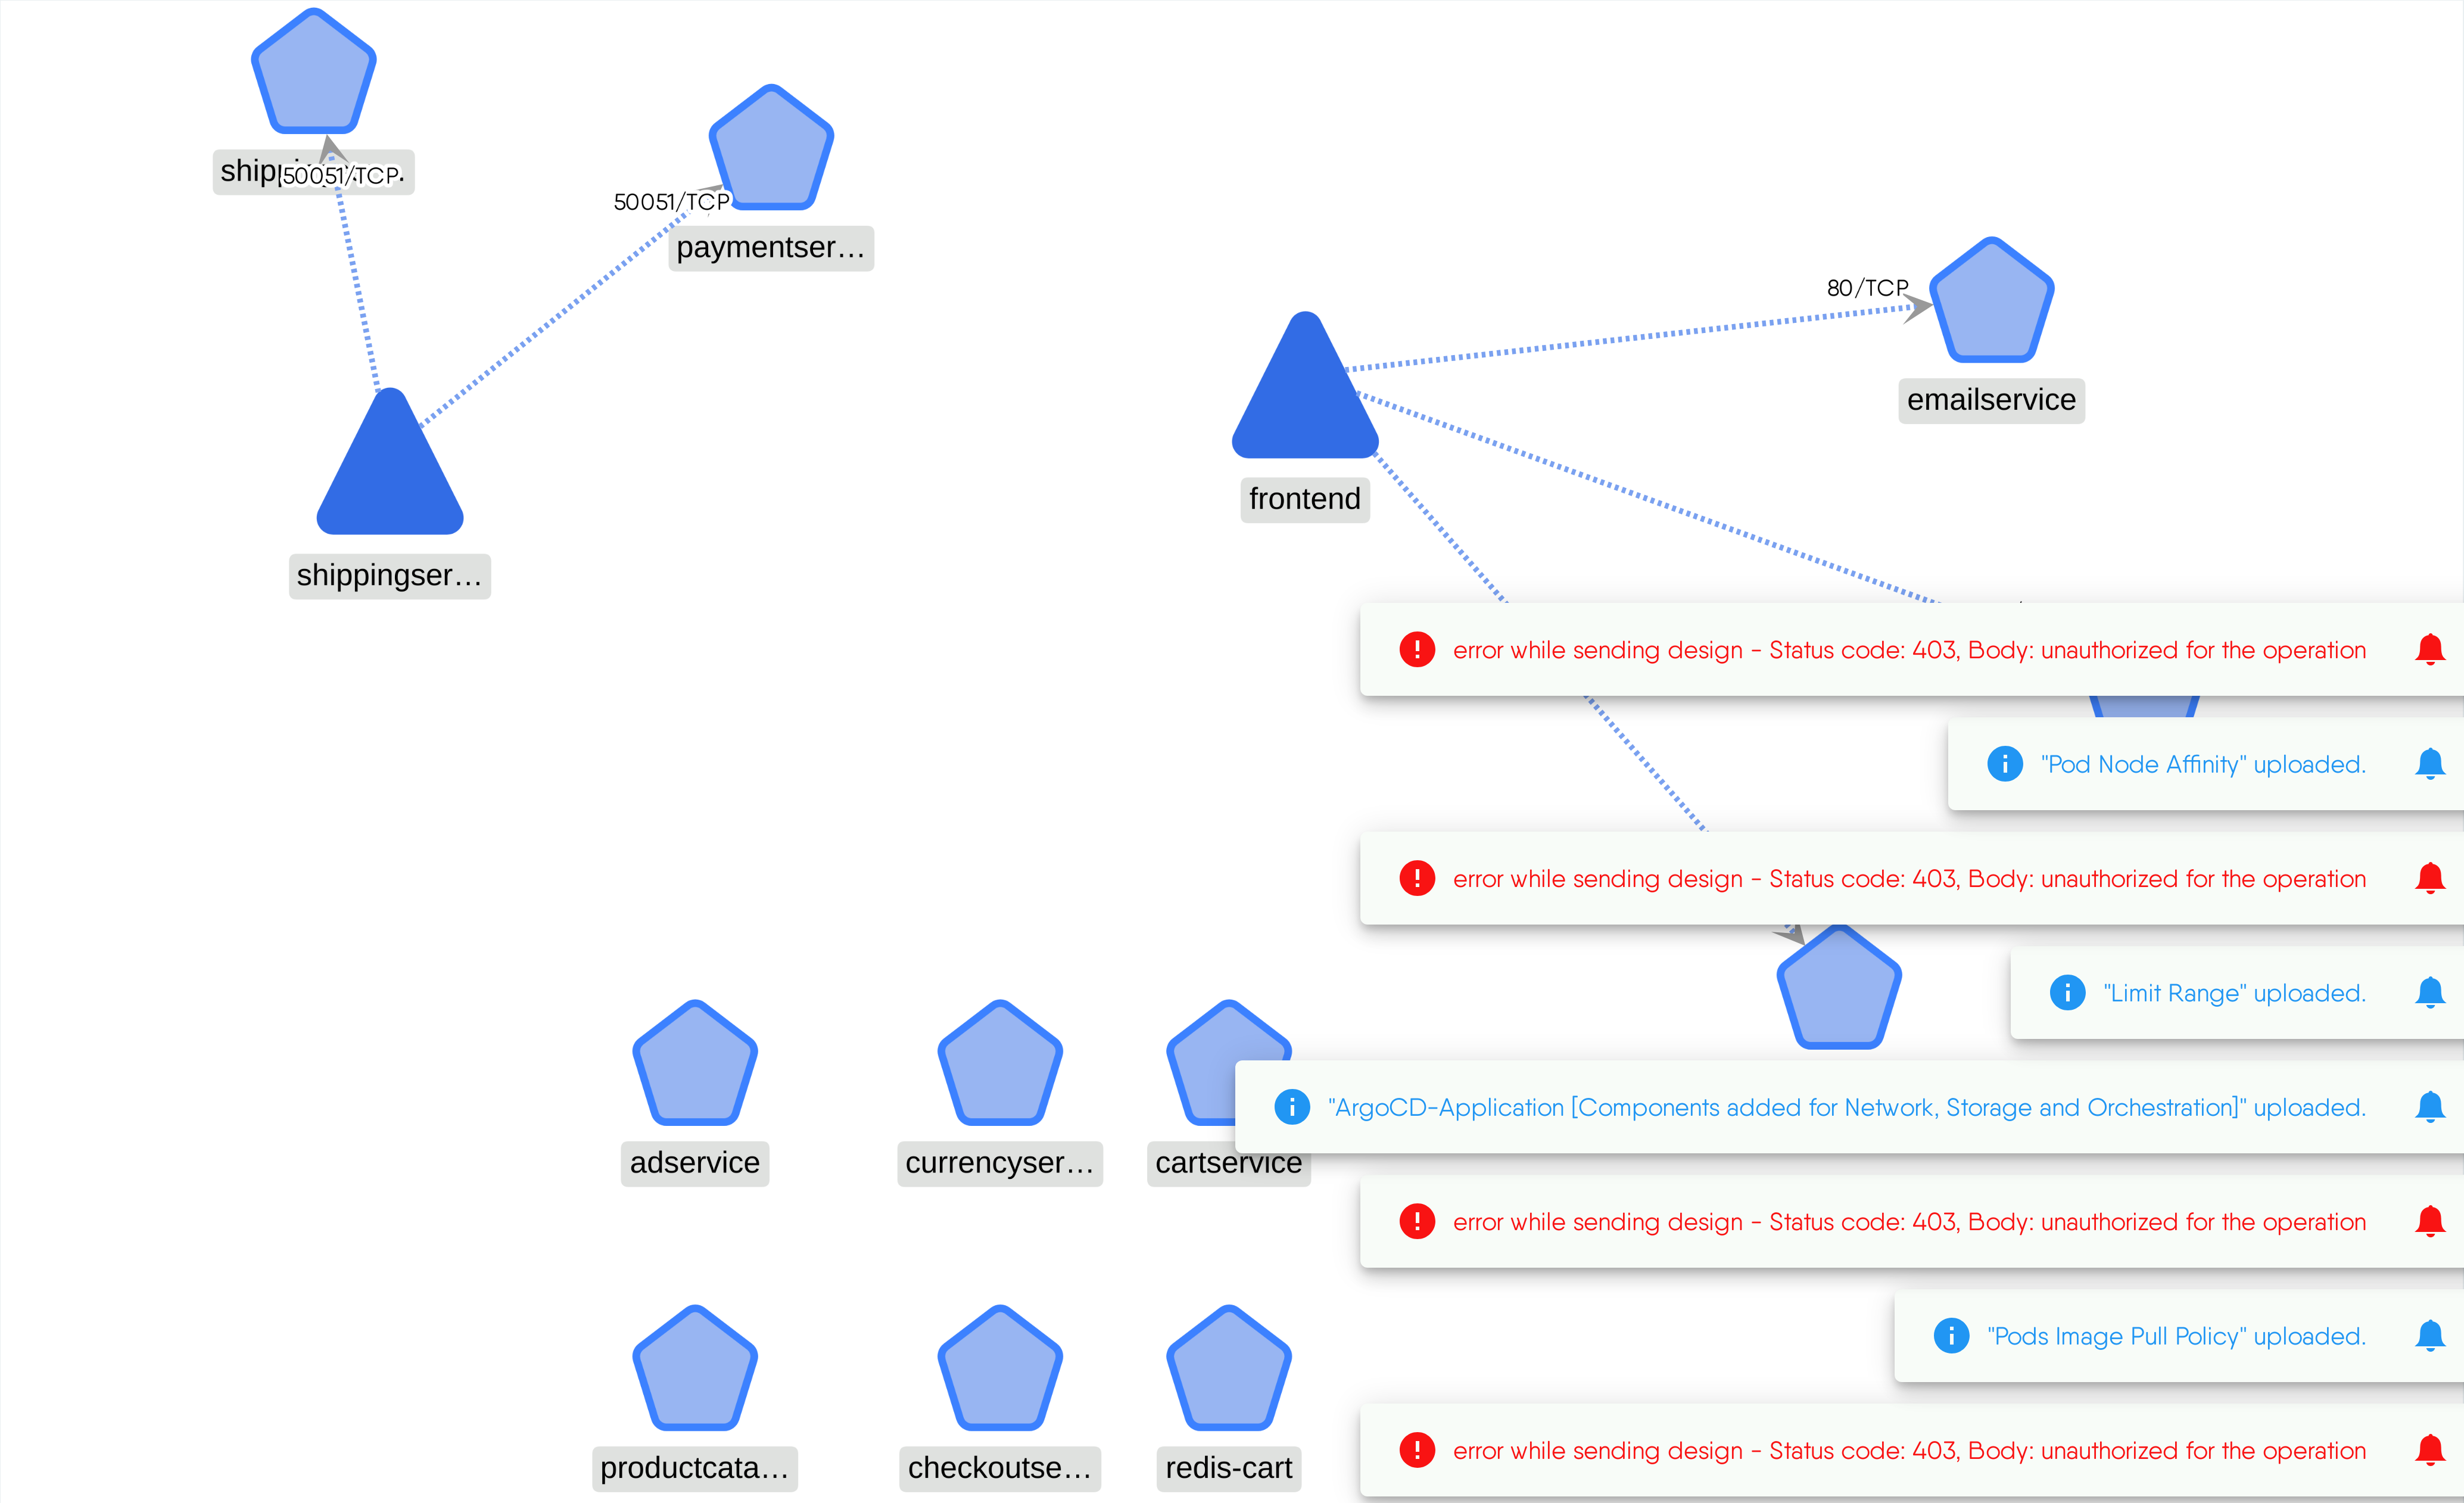 50051/TCP
50051/TCP
paymentser…
80/TCP
emailservice
frontend
shippingser…
error while sending design - Status code: 403, Body: unauthorized for the operation
"Pod Node Affinity" uploaded.
error while sending design - Status code: 403, Body: unauthorized for the operation
"Limit Range" uploaded.
"ArgoCD-Application [Components added for Network, Storage and Orchestration]" uploaded.
adservice
currencyser…
cartservice
error while sending design - Status code: 403, Body: unauthorized for the operation
"Pods Image Pull Policy" uploaded.
productcata…
checkoutse…
redis-cart
error while sending design - Status code: 403, Body: unauthorized for the operation